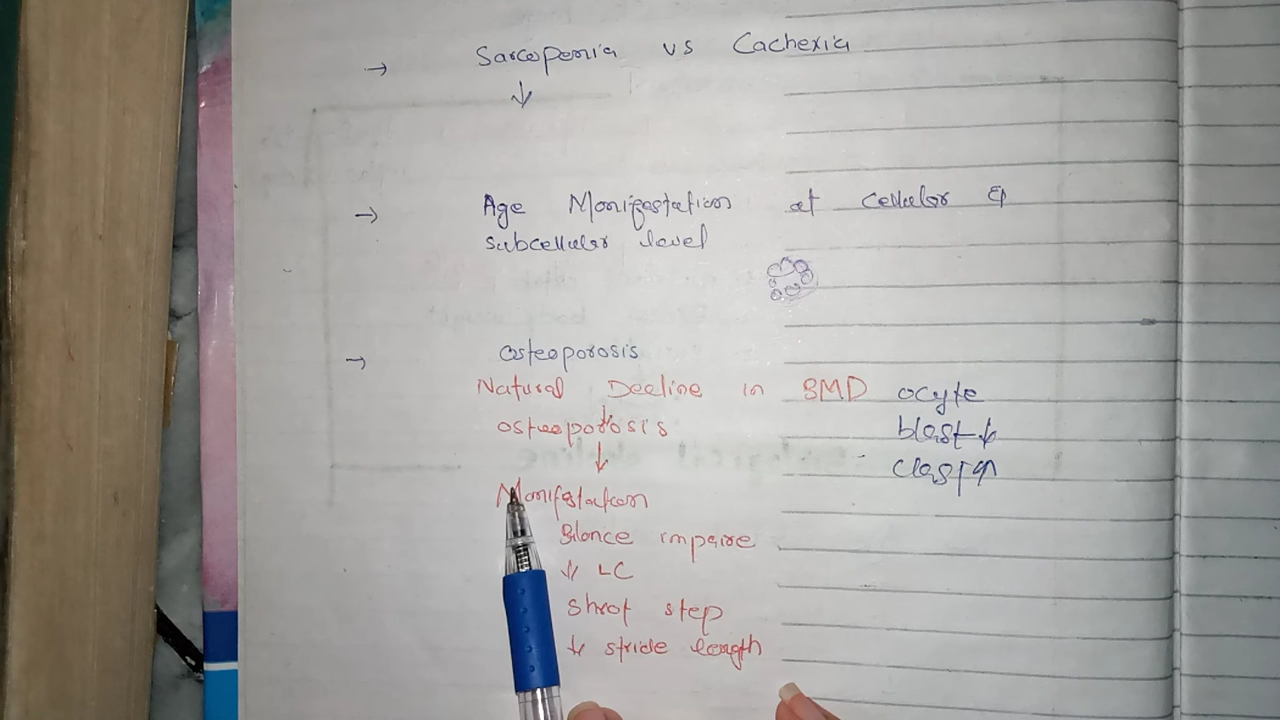 → Sarcopenia vs Cachexia
↓
→ Age Manifestation at cellular &
subcellular level
→ osteoporosis
Natural Decline in BMD ocyte
↓
osteoporosis blast ↓
↓ clast ↑
Manifestation
Blance impaire
↓ LC
Shrot step
↓ stride length